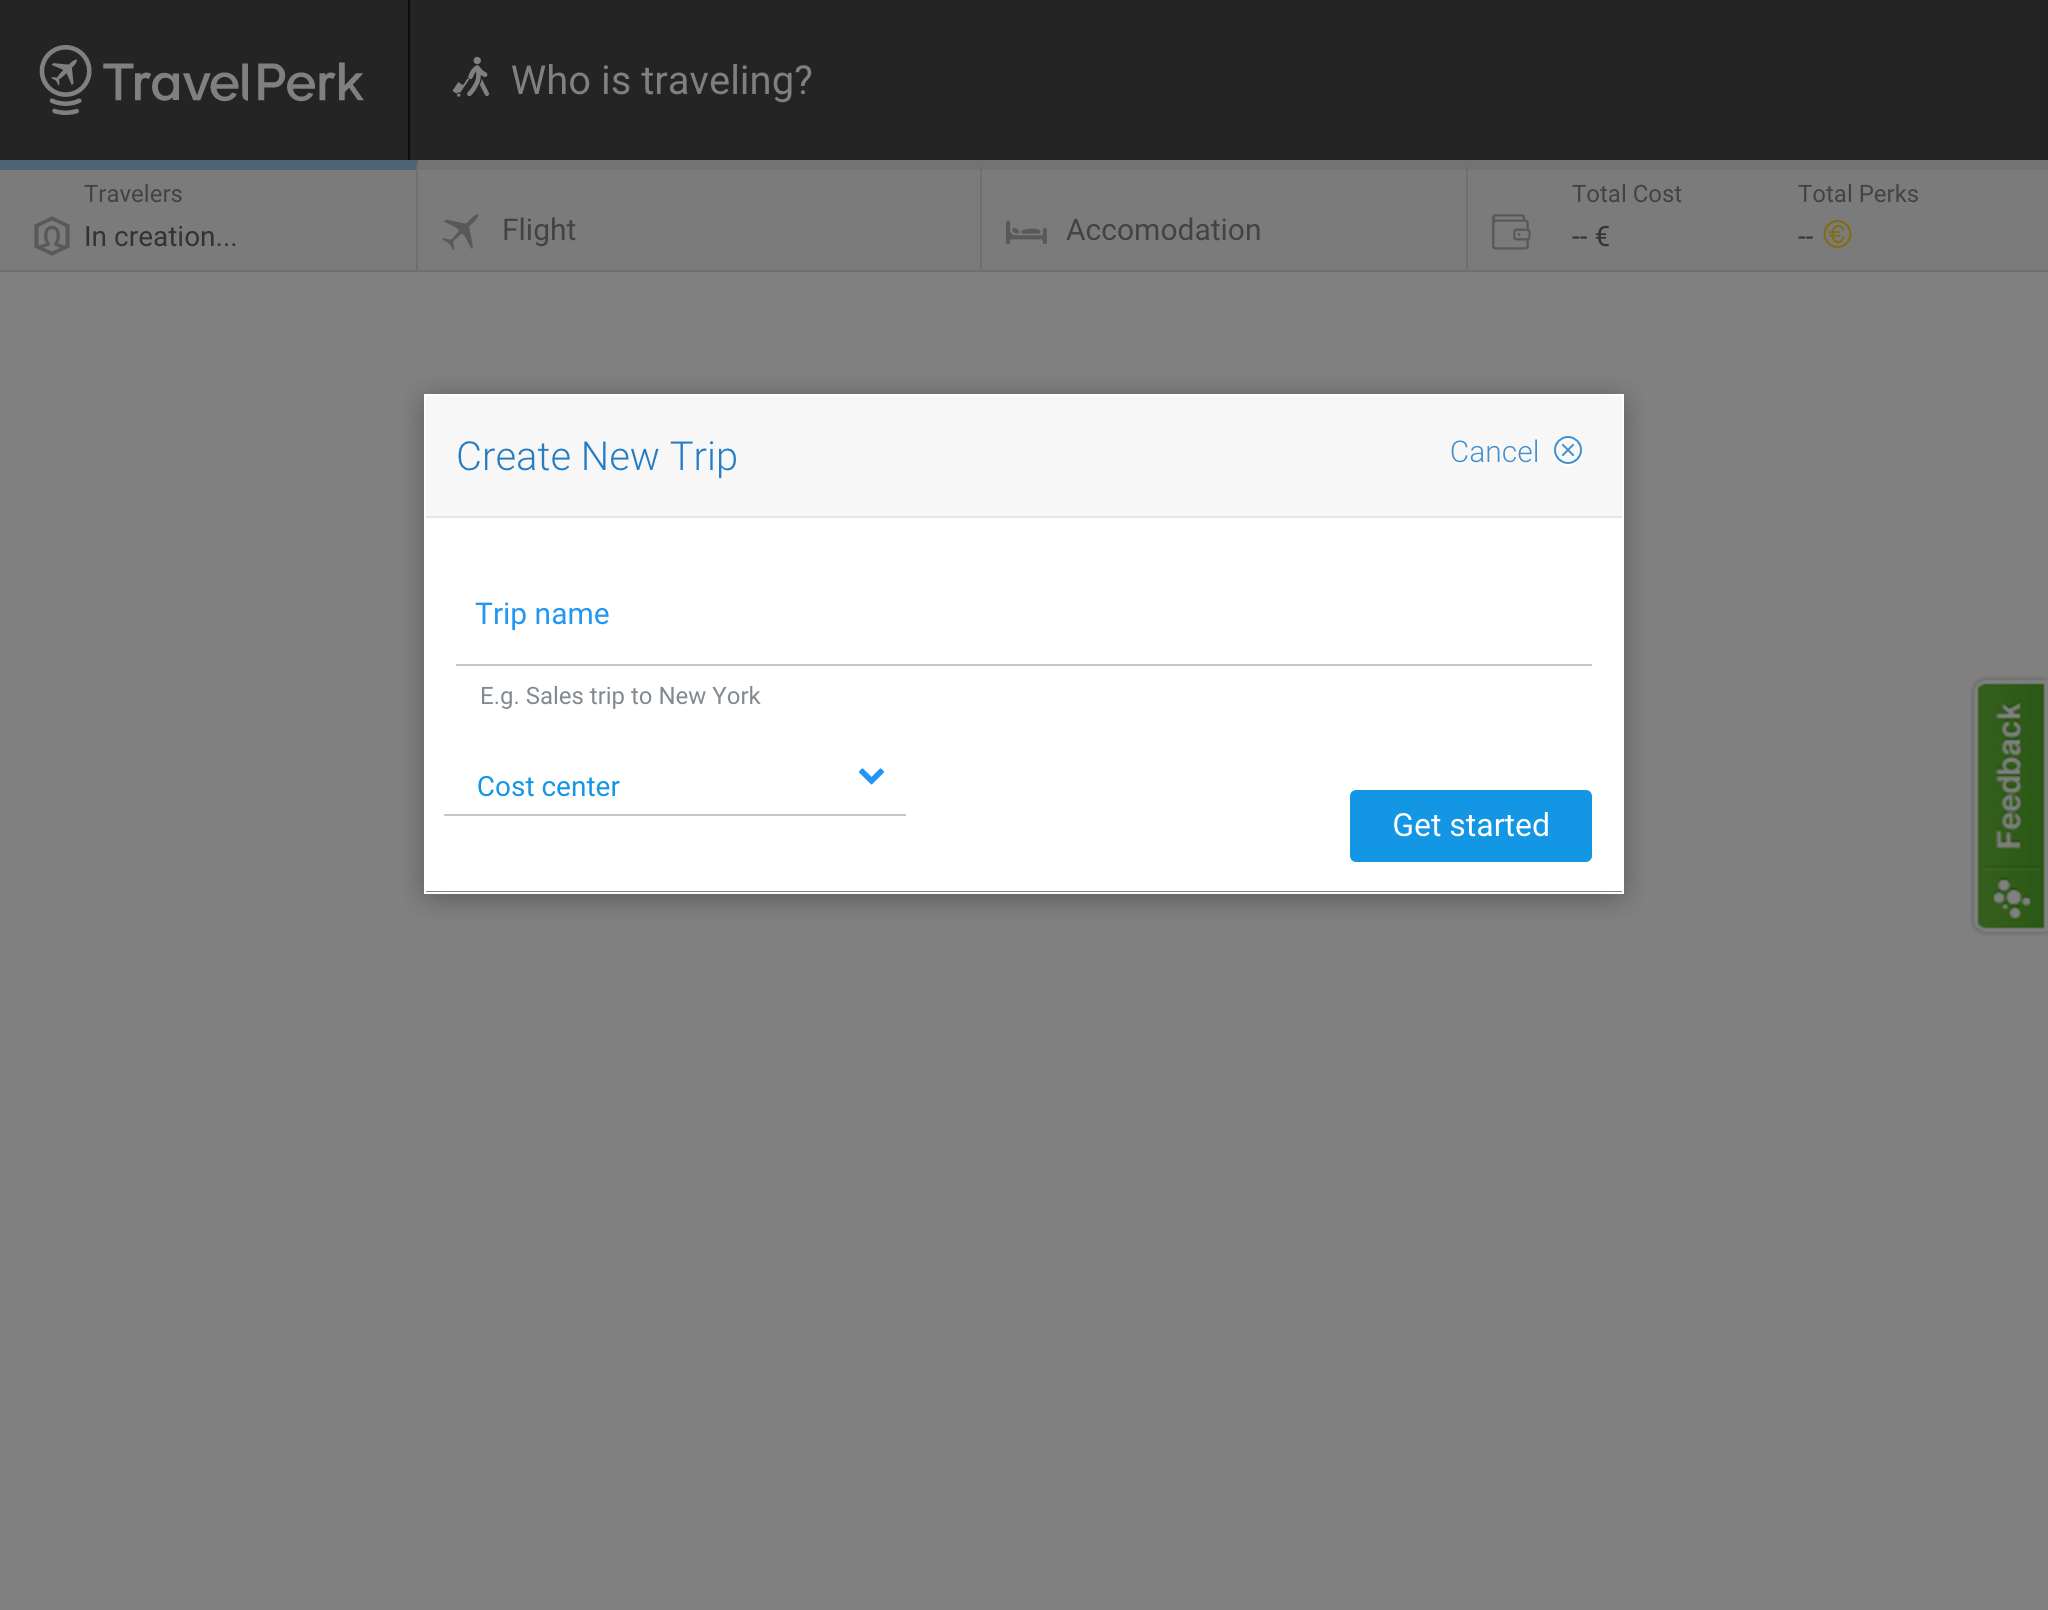 TravelPerk
Who is traveling?
Travelers
In creation...
Flight
Accomodation
Total Cost
-- €
Total Perks
-- €
Create New Trip
Cancel
Trip name
E.g. Sales trip to New York
Cost center
Get started
Feedback